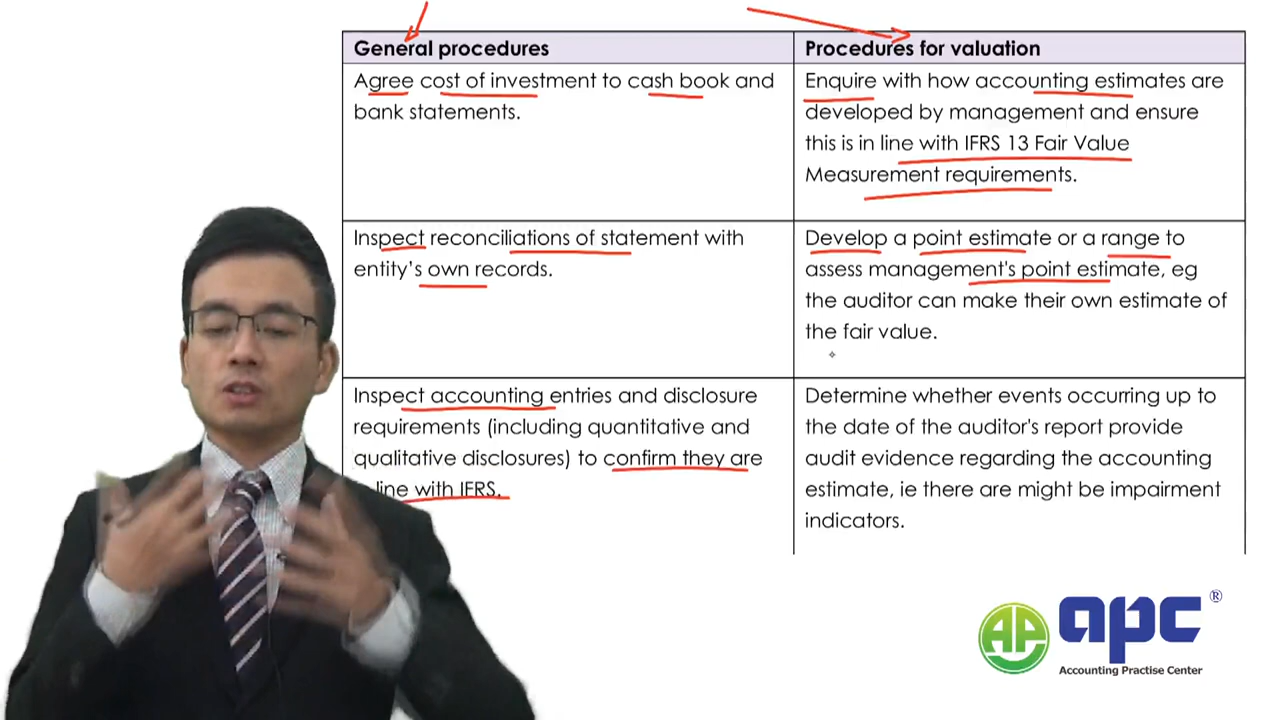 General procedures
Procedures for valuation
Agree cost of investment to cash book and
bank statements.
Enquire with how accounting estimates are
developed by management and ensure
this is in line with IFRS 13 Fair Value
Measurement requirements.
Inspect reconciliations of statement with
entity's own records.
Develop a point estimate or a range to
assess management's point estimate, eg
the auditor can make their own estimate of
the fair value.
Inspect accounting entries and disclosure
requirements (including quantitative and
qualitative disclosures) to confirm they are
line with IFRS.
Determine whether events occurring up to
the date of the auditor's report provide
audit evidence regarding the accounting
estimate, ie there are might be impairment
indicators.
AP
apc ®
Accounting Practise Center